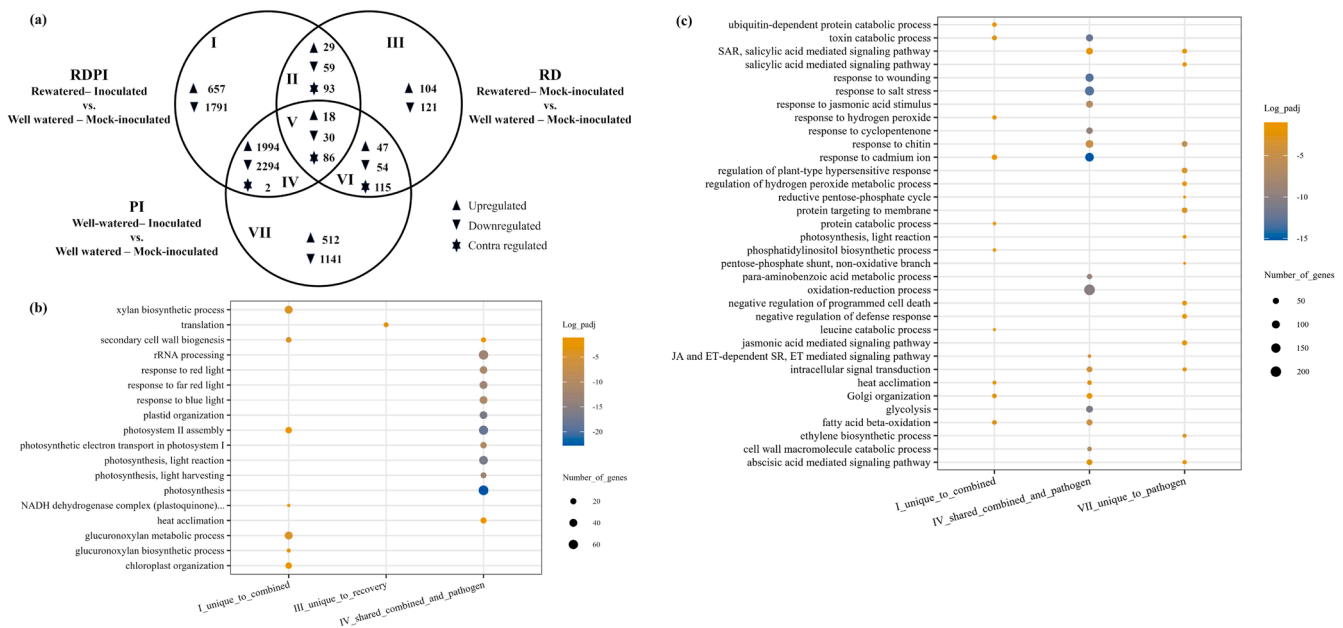 (a)
I
III
29
59
93
II
RDPI
Rewatered– Inoculated
vs.
Well watered – Mock-inoculated
657
1791
104
121
RD
Rewatered– Mock-inoculated
vs.
Well watered – Mock-inoculated
V
18
30
86
1994
2294
2
IV
47
54
115
VI
PI
Well-watered– Inoculated
vs.
Well watered – Mock-inoculated
VII
512
1141
Upregulated
Downregulated
Contra regulated
(b)
xylan biosynthetic process
translation
secondary cell wall biogenesis
rRNA processing
response to red light
response to far red light
response to blue light
plastid organization
photosystem II assembly
photosynthetic electron transport in photosystem I
photosynthesis, light reaction
photosynthesis, light harvesting
photosynthesis
NADH dehydrogenase complex (plastoquinone)...
heat acclimation
glucuronoxylan metabolic process
glucuronoxylan biosynthetic process
chloroplast organization
I_unique_to_combined
III_unique_to_recovery
IV_shared_combined_and_pathogen
Log_padj
-5
-10
-15
-20
Number_of_genes
20
40
60
(c)
ubiquitin-dependent protein catabolic process
toxin catabolic process
SAR, salicylic acid mediated signaling pathway
salicylic acid mediated signaling pathway
response to wounding
response to salt stress
response to jasmonic acid stimulus
response to hydrogen peroxide
response to cyclopentenone
response to chitin
response to cadmium ion
regulation of plant-type hypersensitive response
regulation of hydrogen peroxide metabolic process
reductive pentose-phosphate cycle
protein targeting to membrane
protein catabolic process
photosynthesis, light reaction
phosphatidylinositol biosynthetic process
pentose-phosphate shunt, non-oxidative branch
para-aminobenzoic acid metabolic process
oxidation-reduction process
negative regulation of programmed cell death
negative regulation of defense response
leucine catabolic process
jasmonic acid mediated signaling pathway
JA and ET-dependent SR, ET mediated signaling pathway
intracellular signal transduction
heat acclimation
Golgi organization
glycolysis
fatty acid beta-oxidation
ethylene biosynthetic process
cell wall macromolecule catabolic process
abscisic acid mediated signaling pathway
I_unique_to_combined
IV_shared_combined_and_pathogen
VII_unique_to_pathogen
Log_padj
-5
-10
-15
Number_of_genes
50
100
150
200